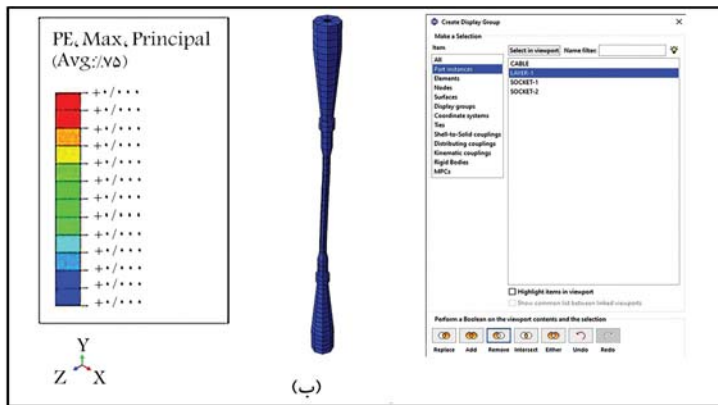 PE، Max، Principal
(Avg:٪۷۵)
+۰/۰۰۰
+۰/۰۰۰
+۰/۰۰۰
+۰/۰۰۰
+۰/۰۰۰
+۰/۰۰۰
+۰/۰۰۰
+۰/۰۰۰
+۰/۰۰۰
+۰/۰۰۰
+۰/۰۰۰
+۰/۰۰۰
+۰/۰۰۰
Y
Z X
(ب)
Create Display Group
Make a Selection
Item
Select in viewport Name filter:
All
Part instances
Elements
Nodes
Surfaces
Display groups
Coordinate systems
Ties
Shell-to-Solid couplings
Distributing couplings
Kinematic couplings
Rigid Bodies
MPCs
CABLE
LAYER-1
SOCKET-1
SOCKET-2
Highlight items in viewport
Show common list between linked viewports
Perform a Boolean on the viewport contents and the selection
Replace Add Remove Intersect Either Undo Redo